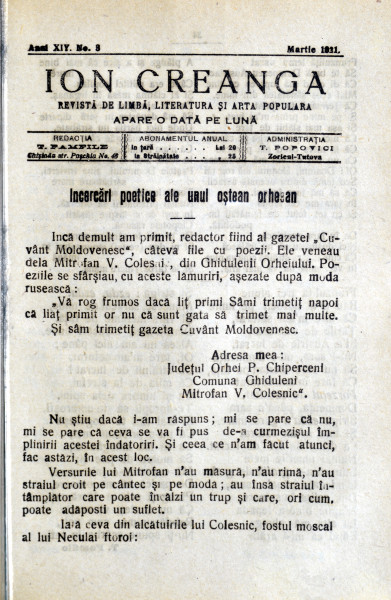 Anul XIV. No. 3 Martie 1921.
ION CREANGA
REVISTĂ DE LIMBĂ, LITERATURĂ ȘI ARTA POPULARA
APARE O DATĂ PE LUNĂ
REDACȚIA
T. PAMFILE
Chișinău str. Pușchin No. 46
ABONAMENTUL ANUAL
în țară . . . . . . Lei 20
în Străinătate . . . . „ 25
ADMINISTRAȚIA
T. POPOVICI
Zorleni-Tutova
Incercări poetice ale unui oștean orheean
Incă demult am primit, redactor fiind al gazetei „Cu-
vânt Moldovenesc“, câteva file cu poezii. Ele veneau
dela Mitrofan V. Colesnic, din Ghidulenii Orheiului. Po-
eziile se sfârșiau, cu aceste lămuriri, așezate după moda
rusească :
„Vă rog frumos dacă liț primi Sămi trimetiț napoi
că liaț primit or nu că sunt gata să trimet mai multe.
Și săm trimetiț gazeta Cuvânt Moldovenesc.
Adresa mea :
Județul Orhei P. Chiperceni
Comuna Ghiduleni
Mitrofan V. Colesnic“.
Nu știu dacă i-am răspuns; mi se pare că nu,
mi se pare că ceva se va fi pus de-a curmezișul îm-
plinirii acestei îndatoriri. Și ceea ce n'am făcut atunci,
fac astăzi, în acest loc.
Versurile lui Mitrofan n'au măsură, n'au rimă, n'au
straiul croit pe cântec și pe moda ; au însă straiul în-
tâmplător care poate încălzi un trup și care, ori cum,
poate adăposti un suflet.
Iată ceva din alcătuirile lui Colesnic, fostul moscal
al lui Neculai